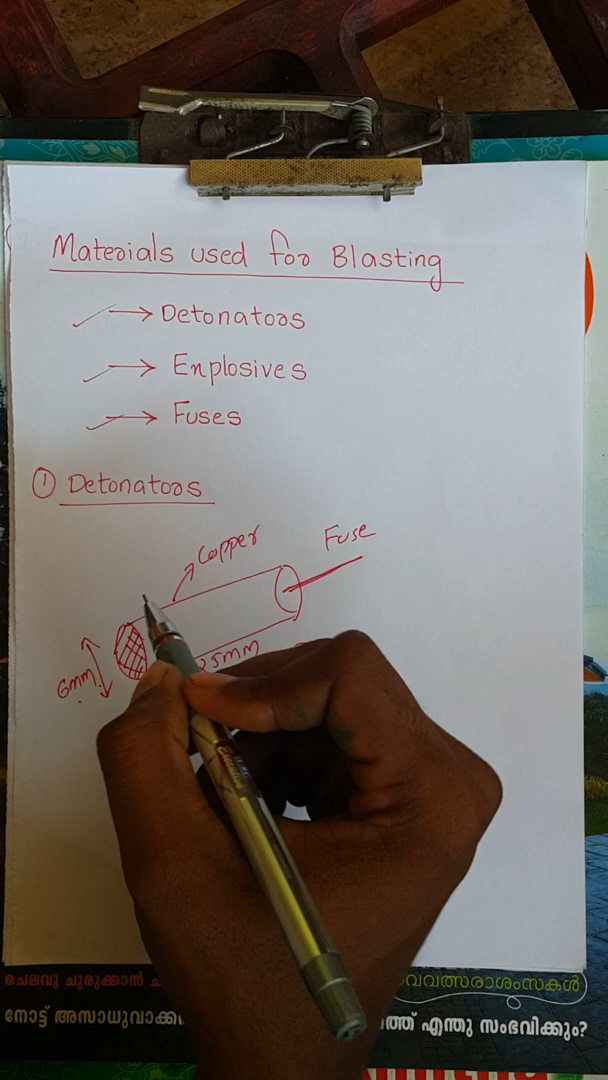 Materials used for Blasting
→ Detonators
→ Explosives
→ Fuses
① Detonators
Copper
Fuse
6mm
25mm
ചെലവു ചുരുക്കാൻ
വവത്സരാശംസകൾ
നോട്ട് അസാധുവാക്ക
ത്ത് എന്തു സംഭവിക്കും?